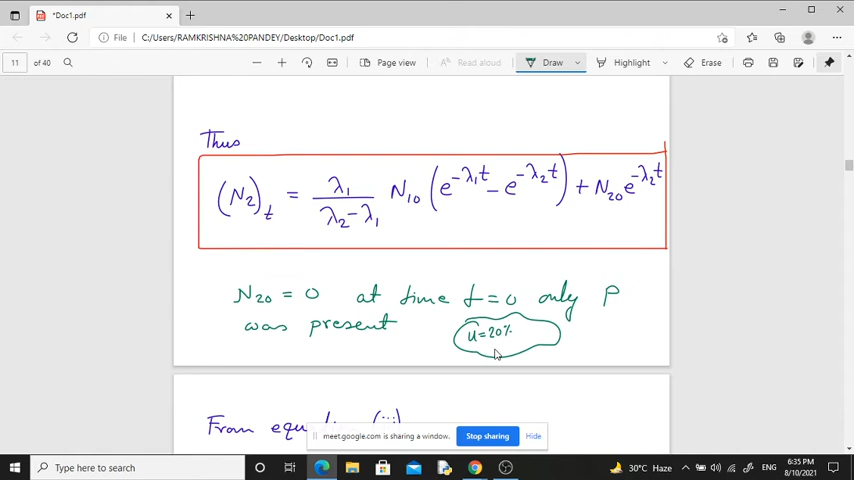 *Doc1.pdf
File C:/Users/RAMKRISHNA%20PANDEY/Desktop/Doc1.pdf
11 of 40 Page view Read aloud Draw Highlight Erase
Thus
(N₂)ₜ = λ₁/(λ₂-λ₁) N₁₀ (e^{-λ₁t} - e^{-λ₂t}) + N₂₀ e^{-λ₂t}
N₂₀ = 0 at time t=0 only P
was present
u=20%
From equation (iii)
meet.google.com is sharing a window. Stop sharing Hide
Type here to search
30°C Haze ENG 6:35 PM
8/10/2021